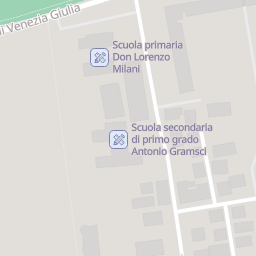 Venezia Giulia
Scuola primaria
Don Lorenzo
Milani
Scuola secondaria
di primo grado
Antonio Gramsci